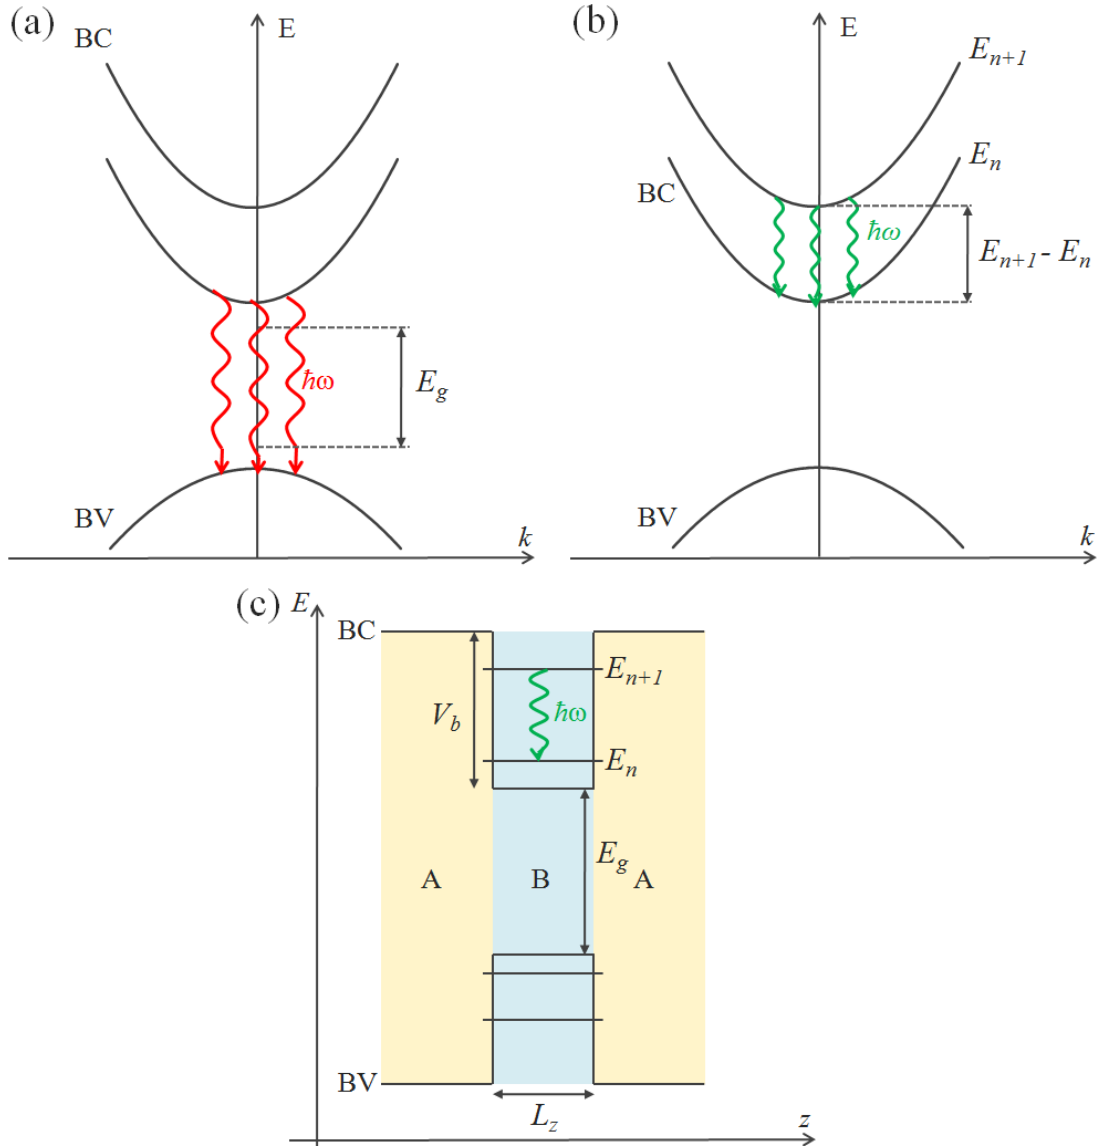 (a)
E
BC
ħω
E_g
BV
k
(b)
E
E_{n+1}
E_n
BC
ħω
E_{n+1} - E_n
BV
k
(c)
E
BC
E_{n+1}
V_b
ħω
E_n
E_g
A
B
A
BV
L_z
z